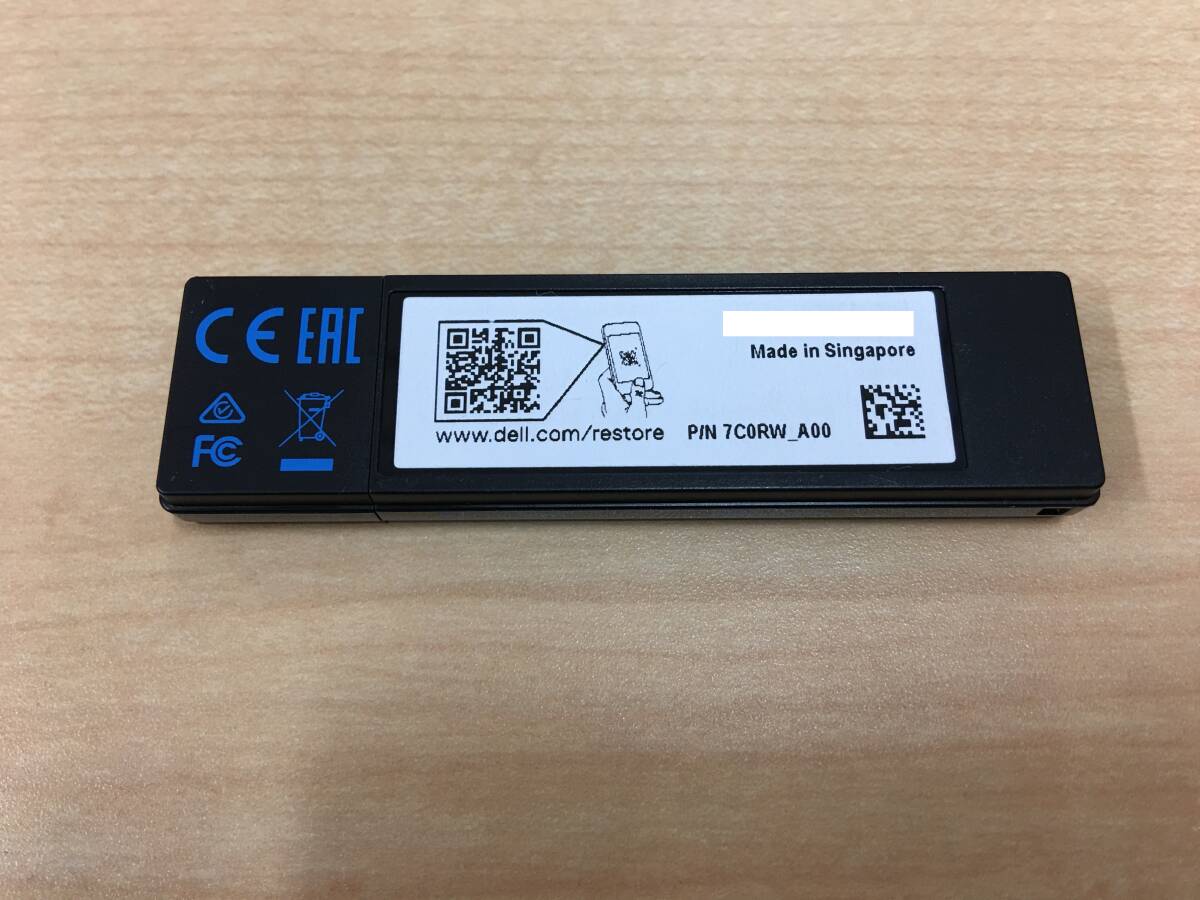 CE EAC
FC
www.dell.com/restore
Made in Singapore
P/N 7C0RW_A00